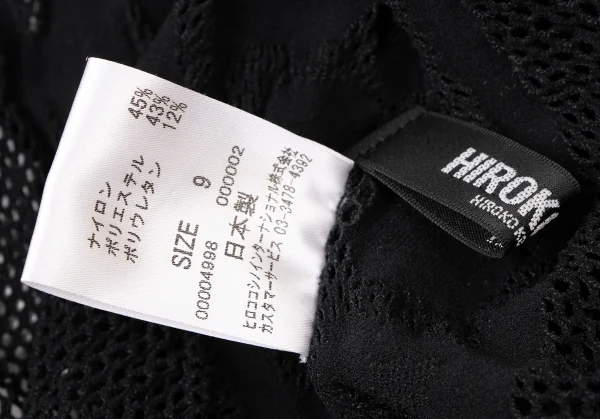 ナイロン 45%
ポリエステル 43%
ポリウレタン 12%
SIZE 9
00004998 000002
日本製
ヒロココシノインターナショナル株式会社
カスタマーサービス 03-3478-4392
HIROKO
HIROKO